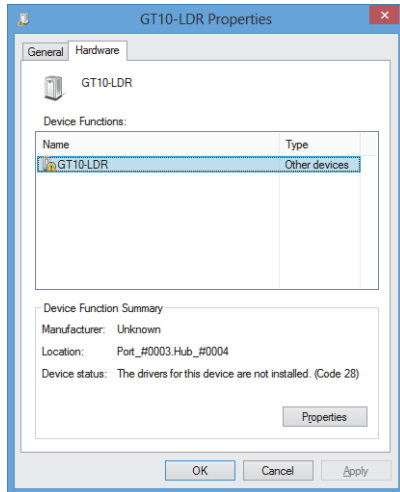 GT10-LDR Properties
General Hardware
GT10-LDR
Device Functions:
Name Type
GT10-LDR Other devices
Device Function Summary
Manufacturer: Unknown
Location: Port_#0003.Hub_#0004
Device status: The drivers for this device are not installed. (Code 28)
Properties
OK Cancel Apply